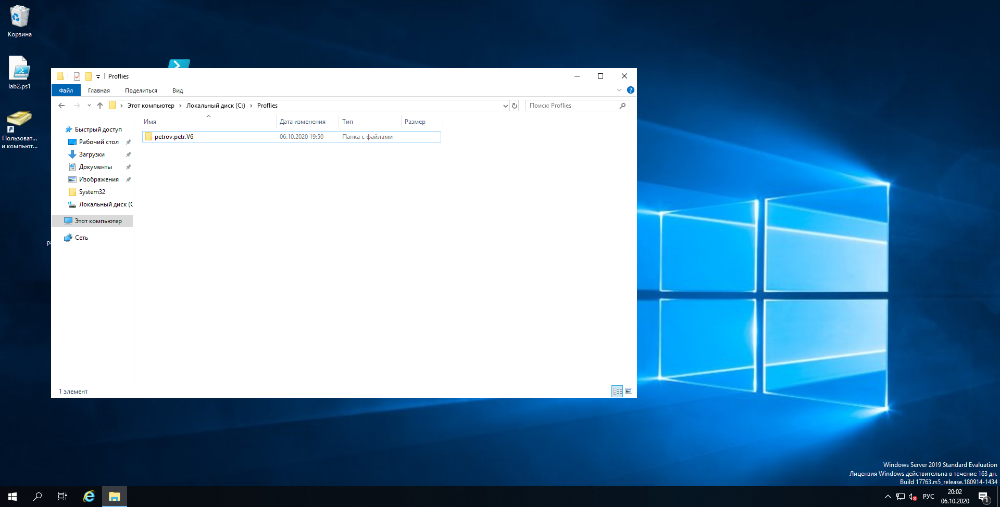 Корзина
lab2.ps1
Пользоват...
и компьют...
Proflies
Файл
Главная
Поделиться
Вид
Этот компьютер
Локальный диск (C:)
Proflies
Поиск: Proflies
Имя
Дата изменения
Тип
Размер
petrov.petr.V6
06.10.2020 19:50
Папка с файлами
Быстрый доступ
Рабочий стол
Загрузки
Документы
Изображения
System32
Локальный диск (C
Этот компьютер
Сеть
1 элемент
Windows Server 2019 Standard Evaluation
Лицензия Windows действительна в течение 163 дн.
Build 17763.rs5_release.180914-1434
РУС
20:02
06.10.2020
1